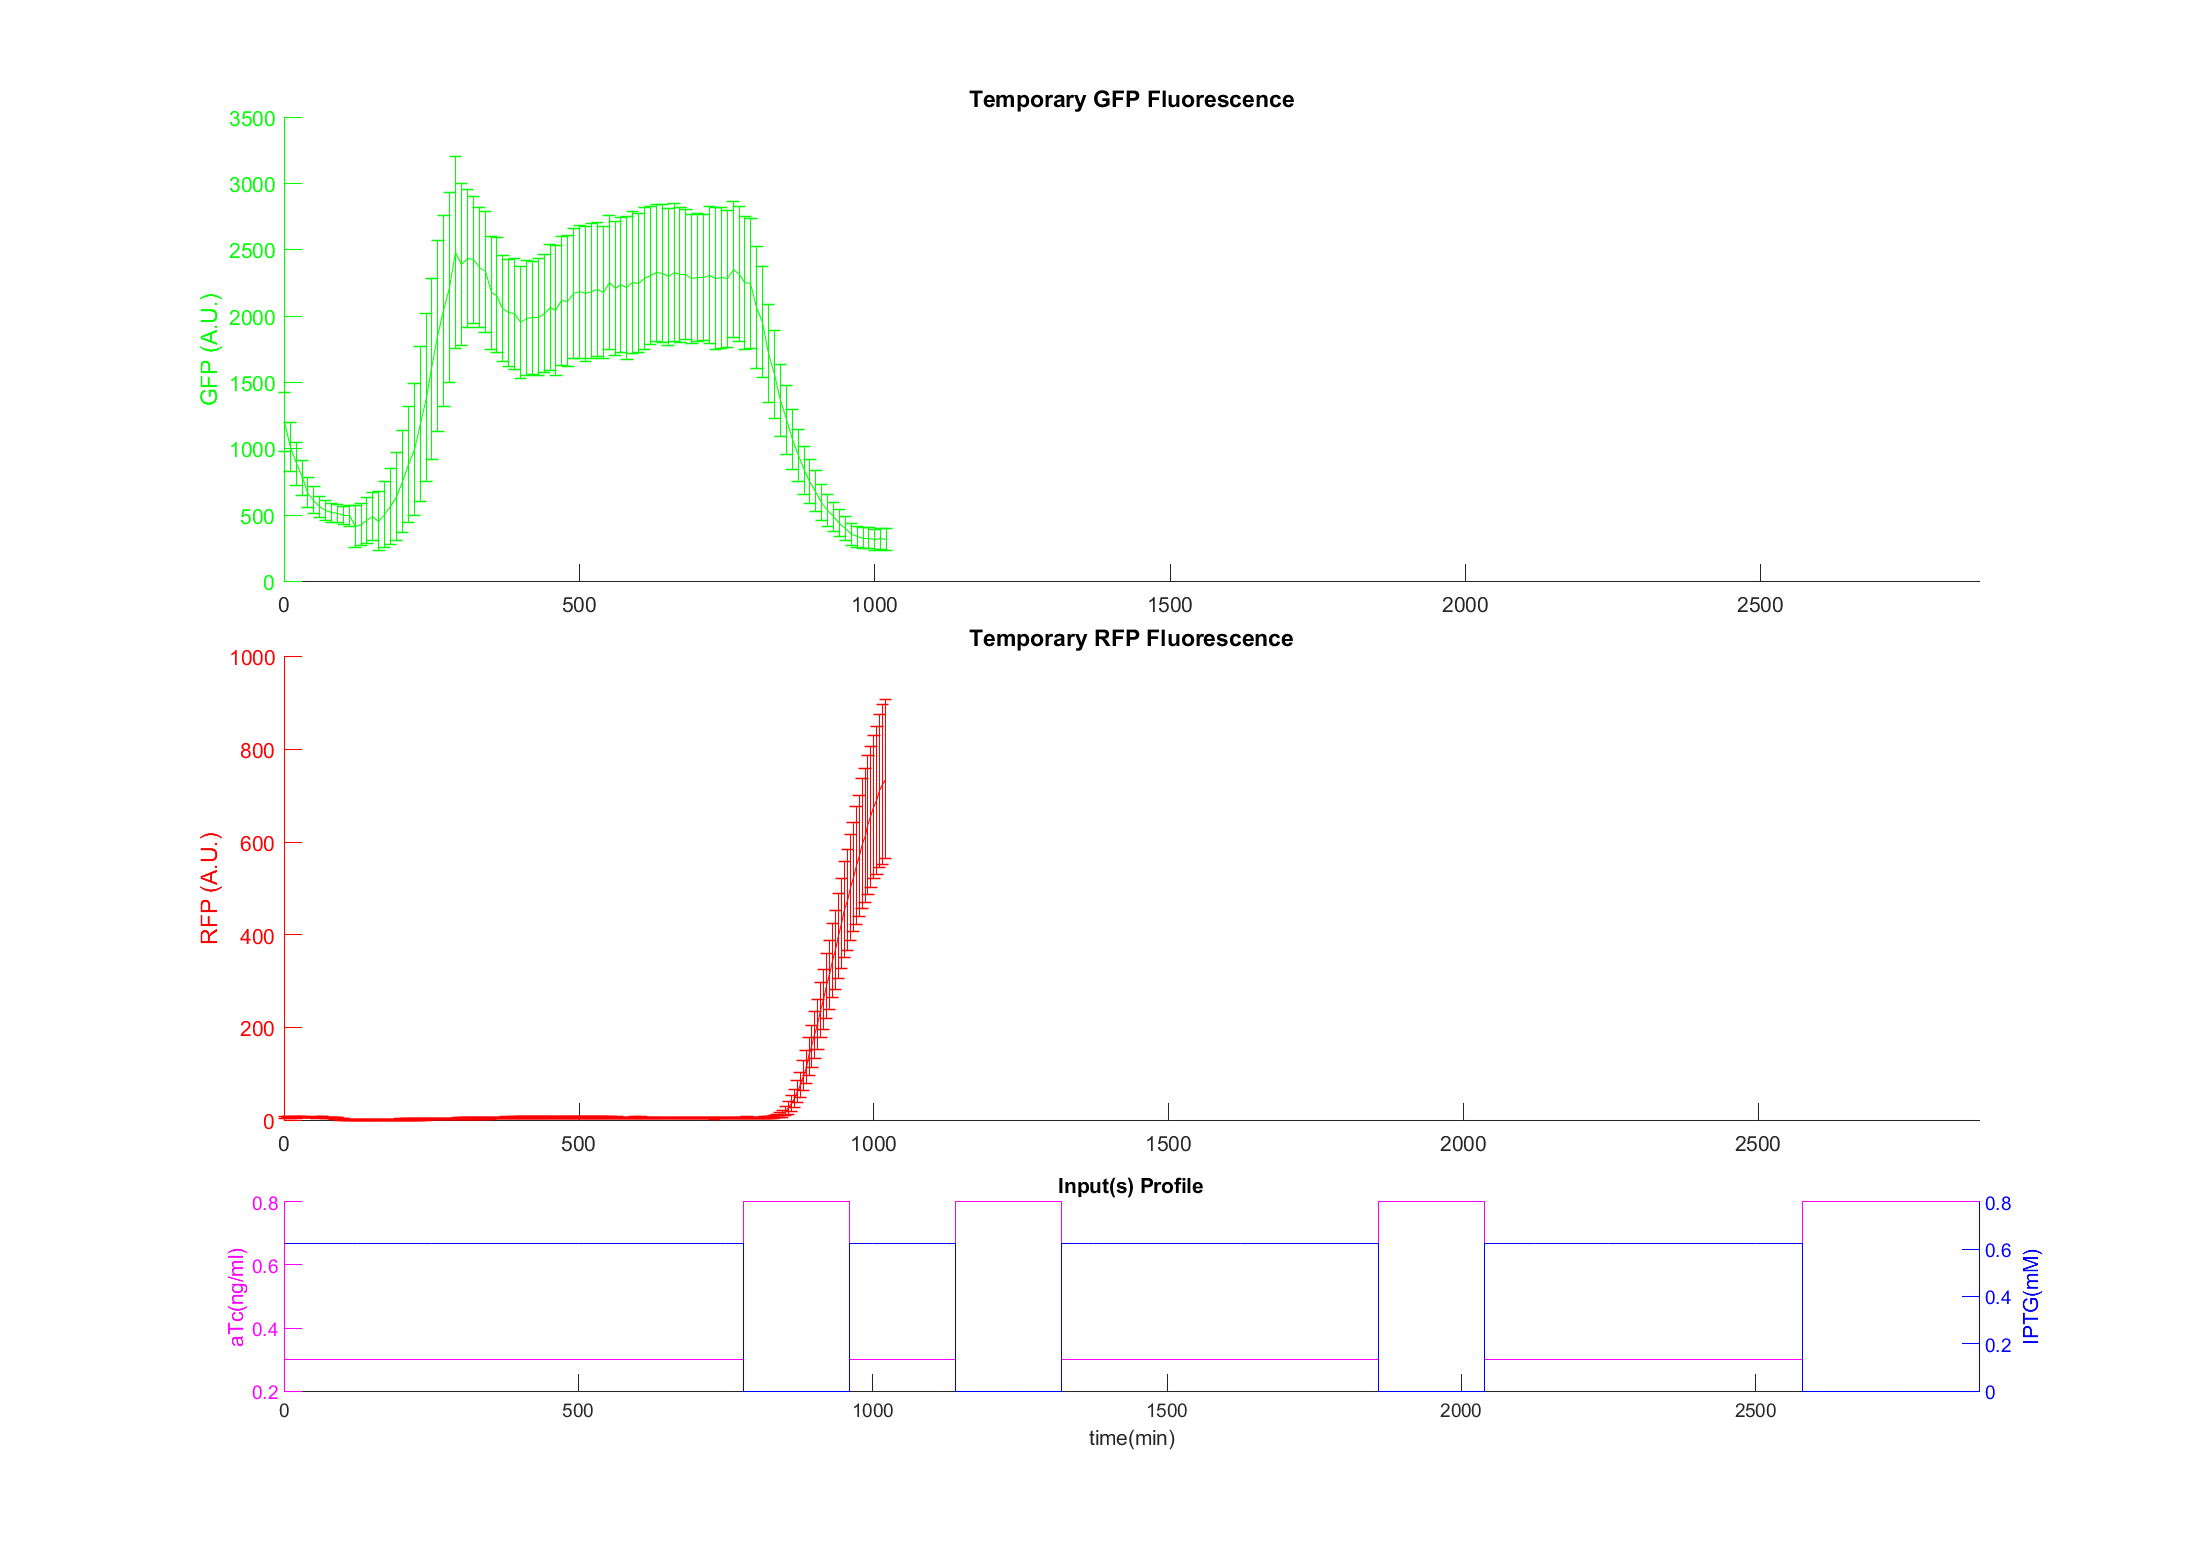 Temporary GFP Fluorescence
GFP (A.U.)
3500
3000
2500
2000
1500
1000
500
0
0 500 1000 1500 2000 2500
Temporary RFP Fluorescence
RFP (A.U.)
1000
800
600
400
200
0
0 500 1000 1500 2000 2500
Input(s) Profile
aTc(ng/ml)
0.8
0.6
0.4
0.2
0.8
0.6
0.4
0.2
0
IPTG(mM)
0 500 1000 1500 2000 2500
time(min)